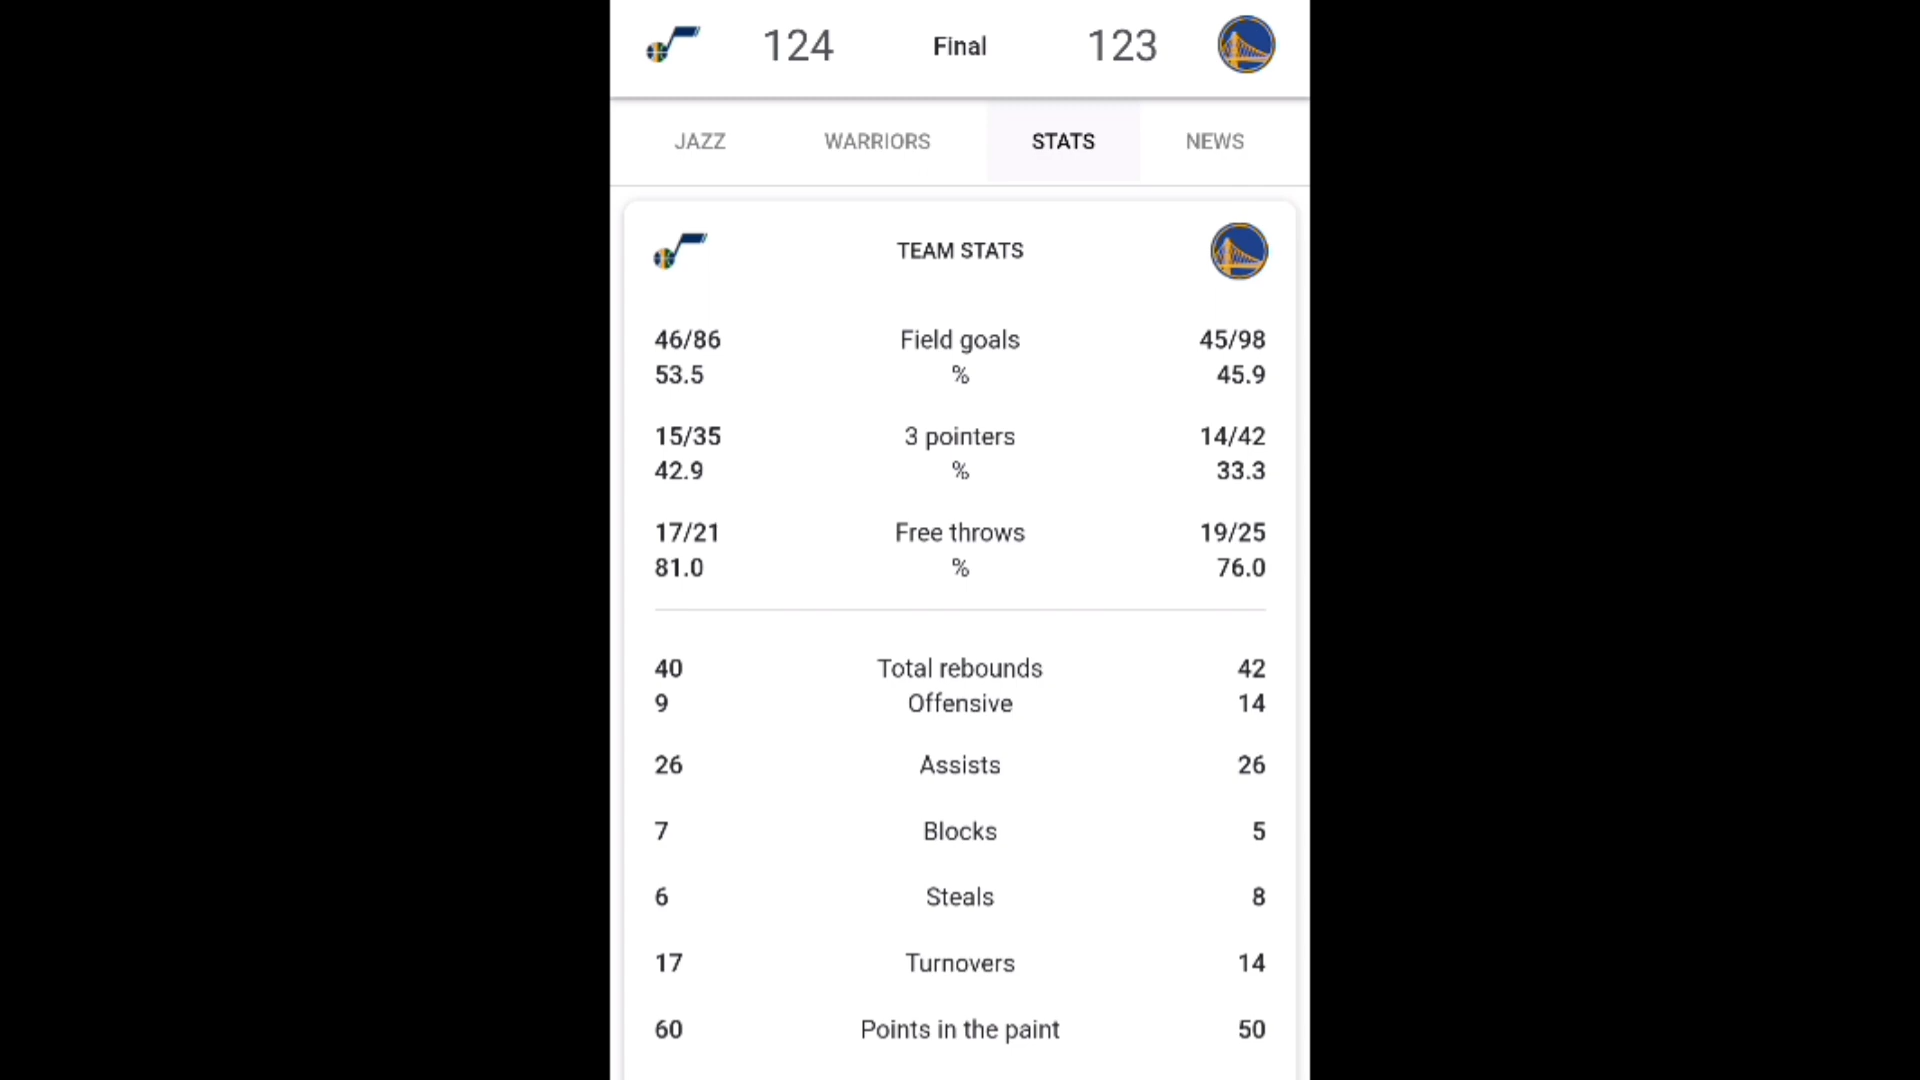 124 Final 123
JAZZ WARRIORS STATS NEWS
TEAM STATS
46/86 Field goals 45/98
53.5 % 45.9
15/35 3 pointers 14/42
42.9 % 33.3
17/21 Free throws 19/25
81.0 % 76.0
40 Total rebounds 42
9 Offensive 14
26 Assists 26
7 Blocks 5
6 Steals 8
17 Turnovers 14
60 Points in the paint 50